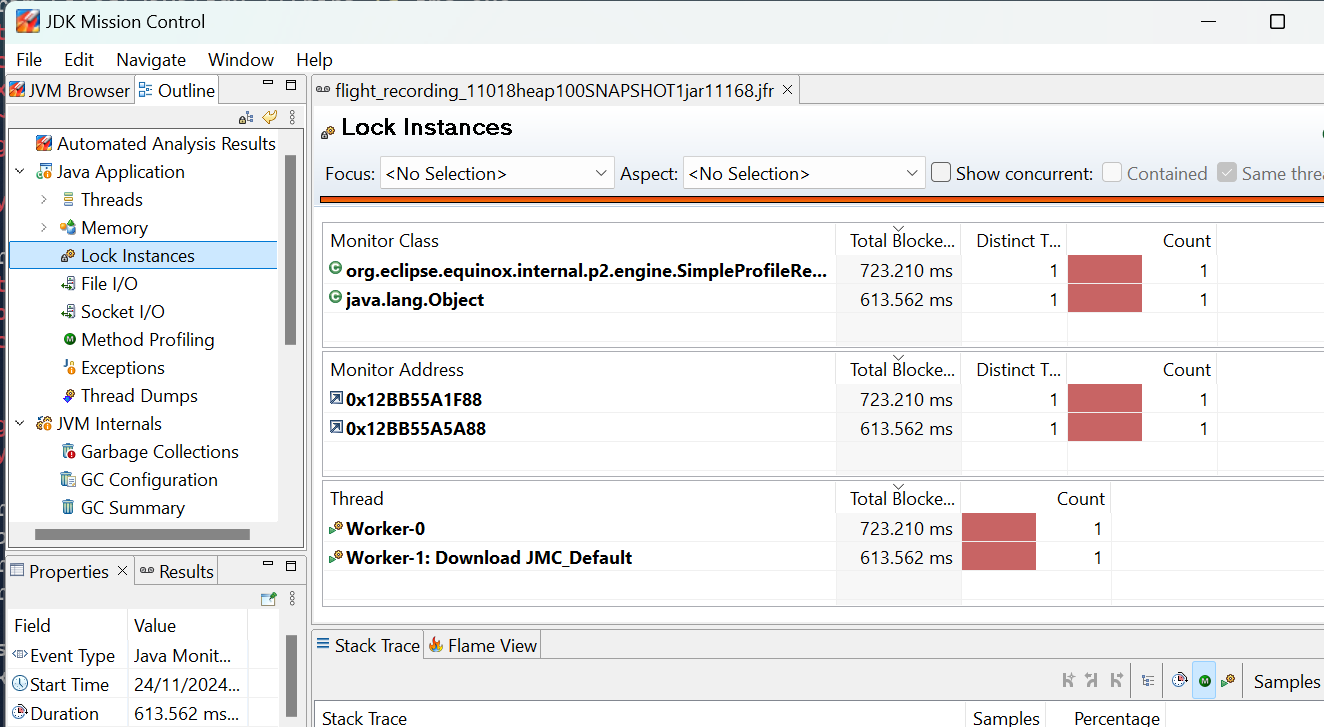 JDK Mission Control
File Edit Navigate Window Help
JVM Browser Outline
Automated Analysis Results
Java Application
Threads
Memory
Lock Instances
File I/O
Socket I/O
Method Profiling
Exceptions
Thread Dumps
JVM Internals
Garbage Collections
GC Configuration
GC Summary
Properties Results
Field Value
Event Type Java Monit...
Start Time 24/11/2024...
Duration 613.562 ms...
flight_recording_11018heap100SNAPSHOT1jar11168.jfr
Lock Instances
Focus: <No Selection> Aspect: <No Selection> Show concurrent: Contained Same threa
Monitor Class Total Blocke... Distinct T... Count
org.eclipse.equinox.internal.p2.engine.SimpleProfileRe... 723.210 ms 1 1
java.lang.Object 613.562 ms 1 1
Monitor Address Total Blocke... Distinct T... Count
0x12BB55A1F88 723.210 ms 1 1
0x12BB55A5A88 613.562 ms 1 1
Thread Total Blocke... Count
Worker-0 723.210 ms 1
Worker-1: Download JMC_Default 613.562 ms 1
Stack Trace Flame View
Samples
Stack Trace Samples Percentage